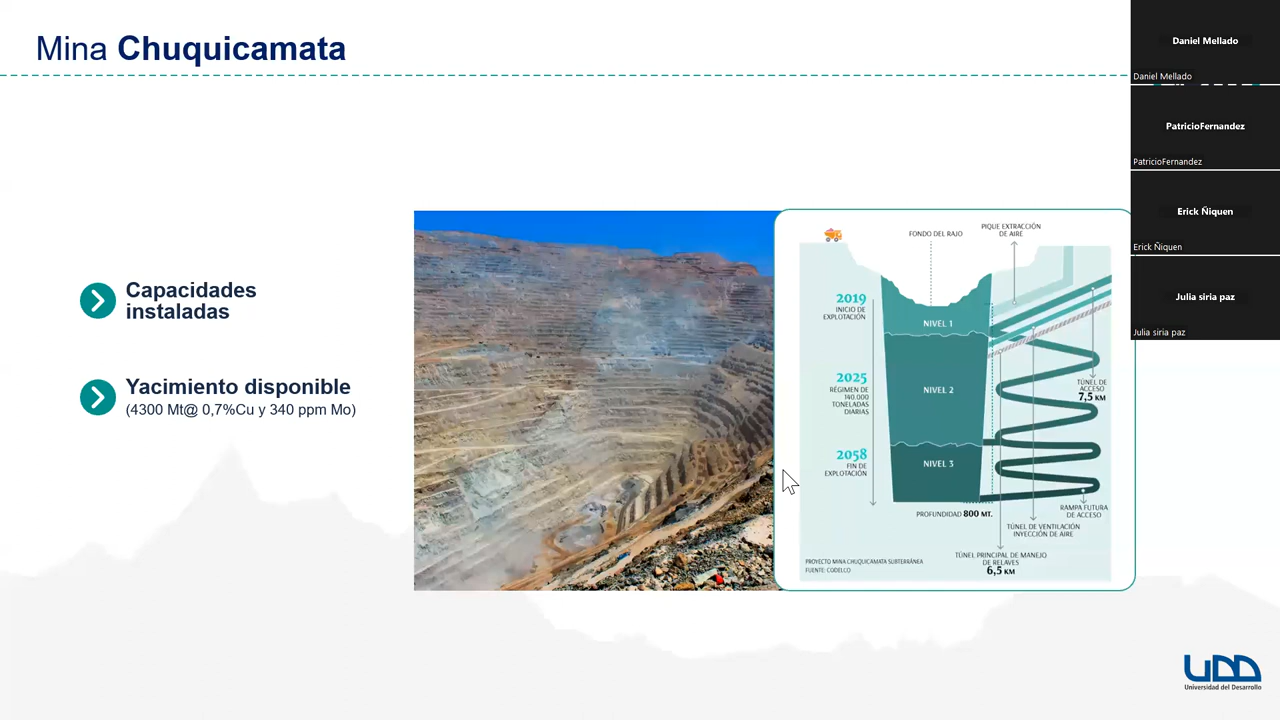 Mina Chuquicamata
Capacidades
instaladas
Yacimiento disponible
(4300 Mt@ 0,7%Cu y 340 ppm Mo)
FONDO DEL RAJO
PIQUE EXTRACCIÓN
DE AIRE
2019
INICIO DE
EXPLOTACIÓN
NIVEL 1
2025
RÉGIMEN DE
140.000
TONELADAS
DIARIAS
NIVEL 2
TÚNEL DE
ACCESO
7,5 KM
2058
FIN DE
EXPLOTACIÓN
NIVEL 3
PROFUNDIDAD 800 MT.
RAMPA FUTURA
DE ACCESO
TÚNEL DE VENTILACIÓN
INYECCIÓN DE AIRE
TÚNEL PRINCIPAL DE MANEJO
DE RELAVES
6,5 KM
PROYECTO MINA CHUQUICAMATA SUBTERRÁNEA
FUENTE: CODELCO
Daniel Mellado
Daniel Mellado
PatricioFernandez
PatricioFernandez
Erick Ñiquen
Erick Ñiquen
Julia siria paz
Julia siria paz
UDD
Universidad del Desarrollo